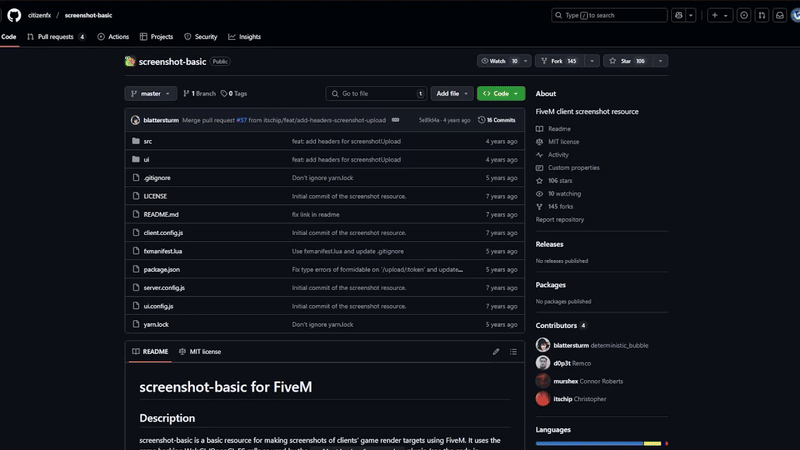 citizenfx / screenshot-basic
Type / to search
Code Pull requests 4 Actions Projects Security Insights
screenshot-basic Public
Watch 10 Fork 145 Star 106
master 1 Branch 0 Tags
Go to file t Add file Code
blattersturm Merge pull request #37 from itschip/feat/add-headers-screenshot-upload 4 years ago 16 Commits
src feat: add headers for screenshotUpload 4 years ago
ui feat: add headers for screenshotUpload 4 years ago
.gitignore Don't ignore yarn.lock 5 years ago
LICENSE Initial commit of the screenshot resource. 7 years ago
README.md fix link in readme 7 years ago
client.config.js Initial commit of the screenshot resource. 7 years ago
fxmanifest.lua Use fxmanifest.lua and update .gitignore 5 years ago
package.json Fix type errors of formidable on '/upload/:token' and update... 5 years ago
server.config.js Initial commit of the screenshot resource. 7 years ago
ui.config.js Initial commit of the screenshot resource. 7 years ago
yarn.lock Don't ignore yarn.lock 5 years ago
README MIT license
screenshot-basic for FiveM
Description
screenshot-basic is a basic resource for making screenshots of clients' game render targets using FiveM. It uses the
About
FiveM client screenshot resource
Readme
MIT license
Activity
Custom properties
106 stars
10 watching
145 forks
Report repository
Releases
No releases published
Packages
No packages published
Contributors 4
blattersturm deterministic_bubble
d0p3t Remco
murshex Connor Roberts
itschip Christopher
Languages